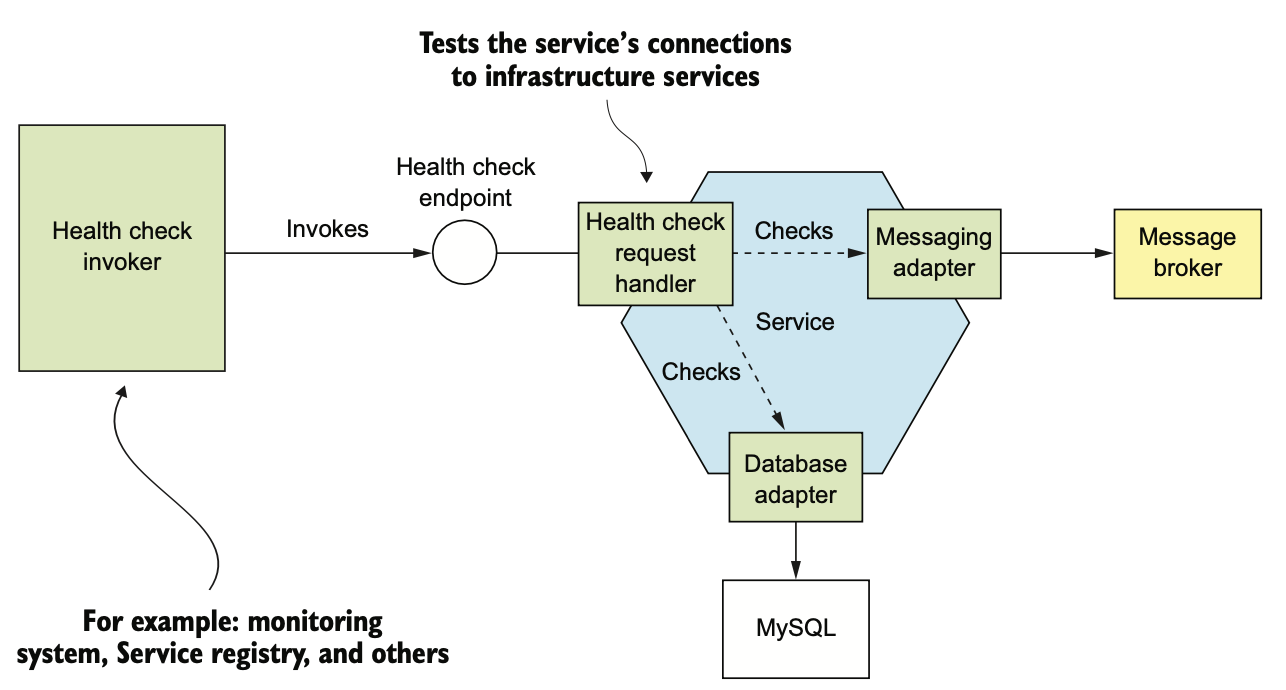 Tests the service’s connections
to infrastructure services
Health check
endpoint
Health check
invoker
Invokes
Health check
request
handler
Checks
Messaging
adapter
Message
broker
Service
Checks
Database
adapter
MySQL
For example: monitoring
system, Service registry, and others